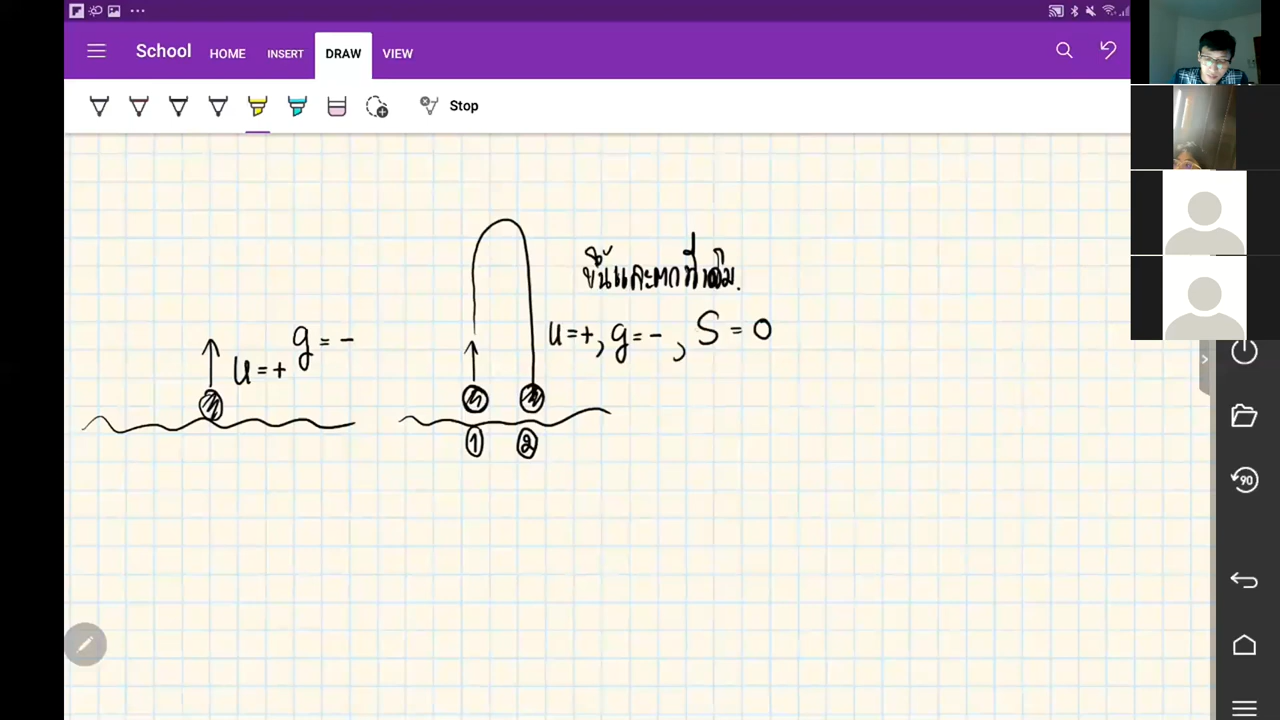 School HOME INSERT DRAW VIEW
Stop
ขึ้นและตกที่เดิม.
g = -
u = +
u = +, g = -, S = 0
① ②
90